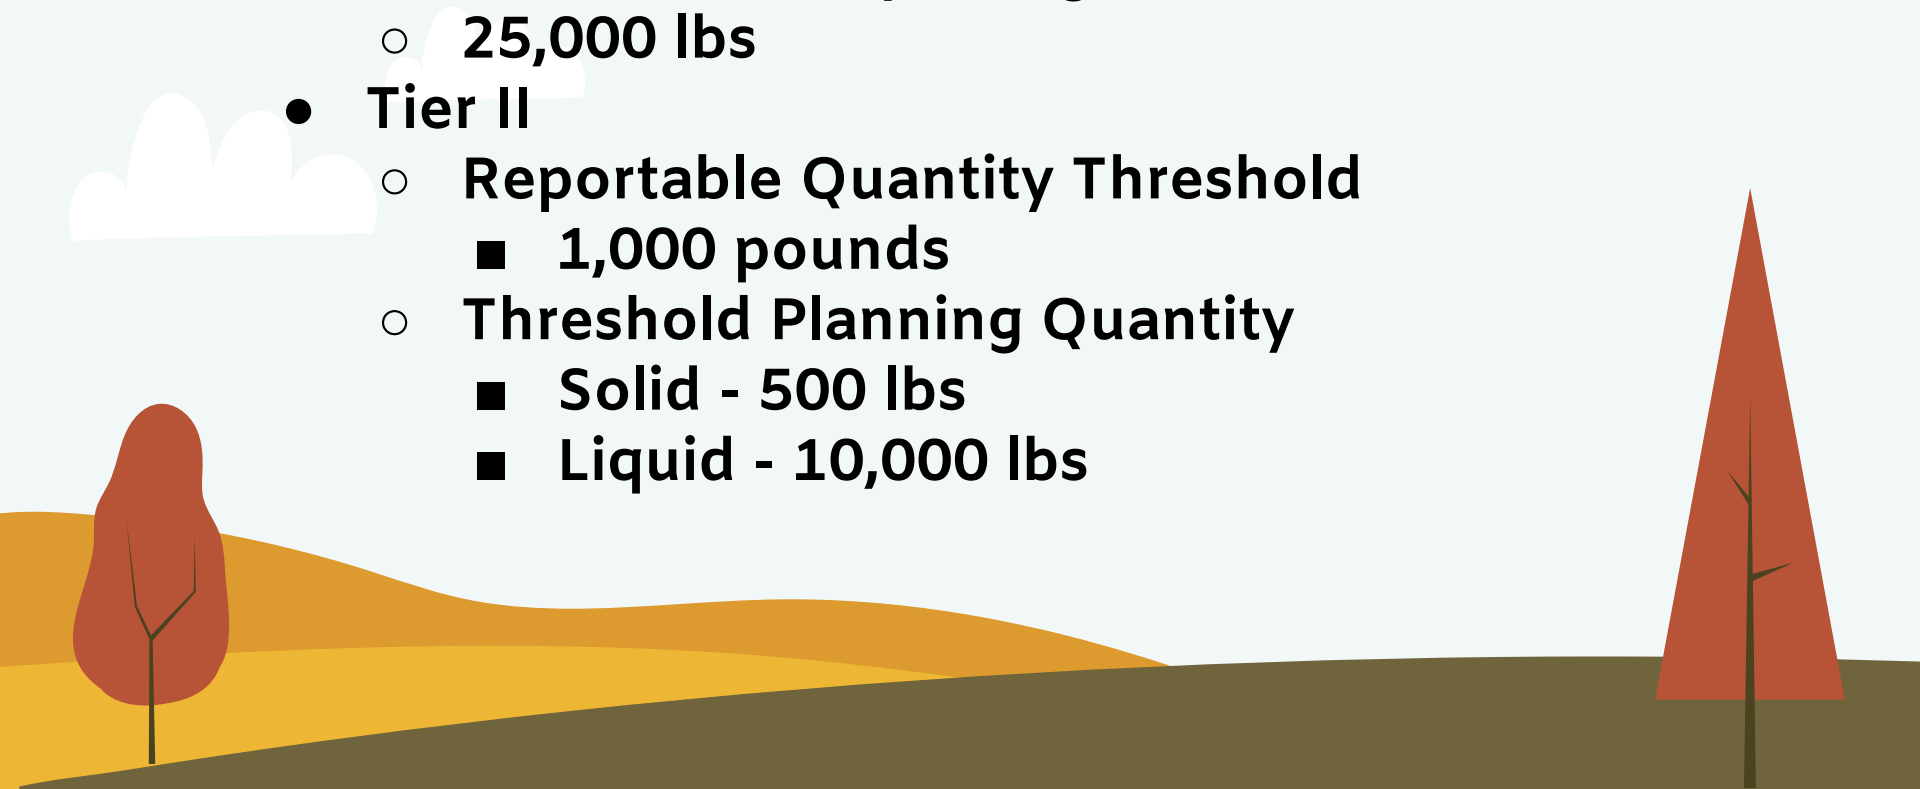 ○ 25,000 lbs
● Tier II
○ Reportable Quantity Threshold
■ 1,000 pounds
○ Threshold Planning Quantity
■ Solid - 500 lbs
■ Liquid - 10,000 lbs